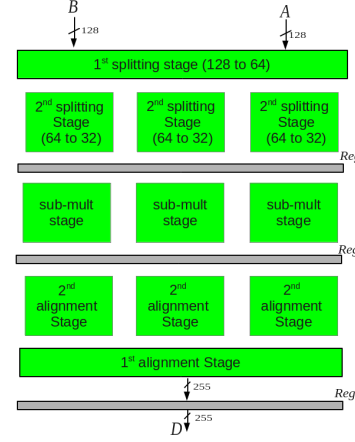 B A
128 128
1st splitting stage (128 to 64)
2nd splitting 2nd splitting 2nd splitting
Stage Stage Stage
(64 to 32) (64 to 32) (64 to 32)
Reg
sub-mult sub-mult sub-mult
stage stage stage
Reg
2nd 2nd 2nd
alignment alignment alignment
Stage Stage Stage
1st alignment Stage
255
Reg
255
D